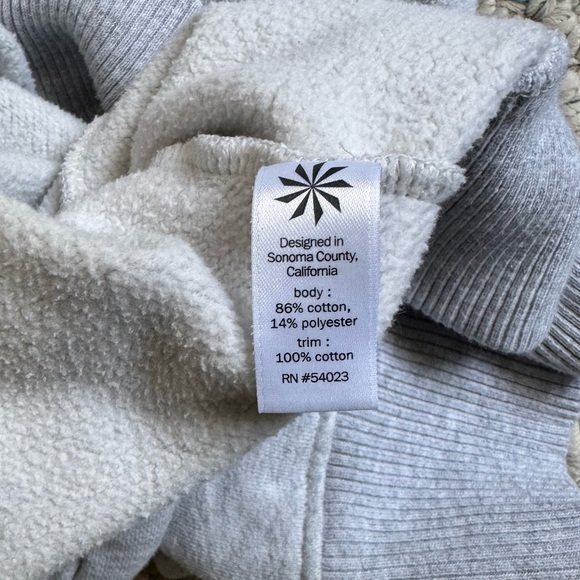 Designed in
Sonoma County,
California
body :
86% cotton,
14% polyester
trim :
100% cotton
RN #54023